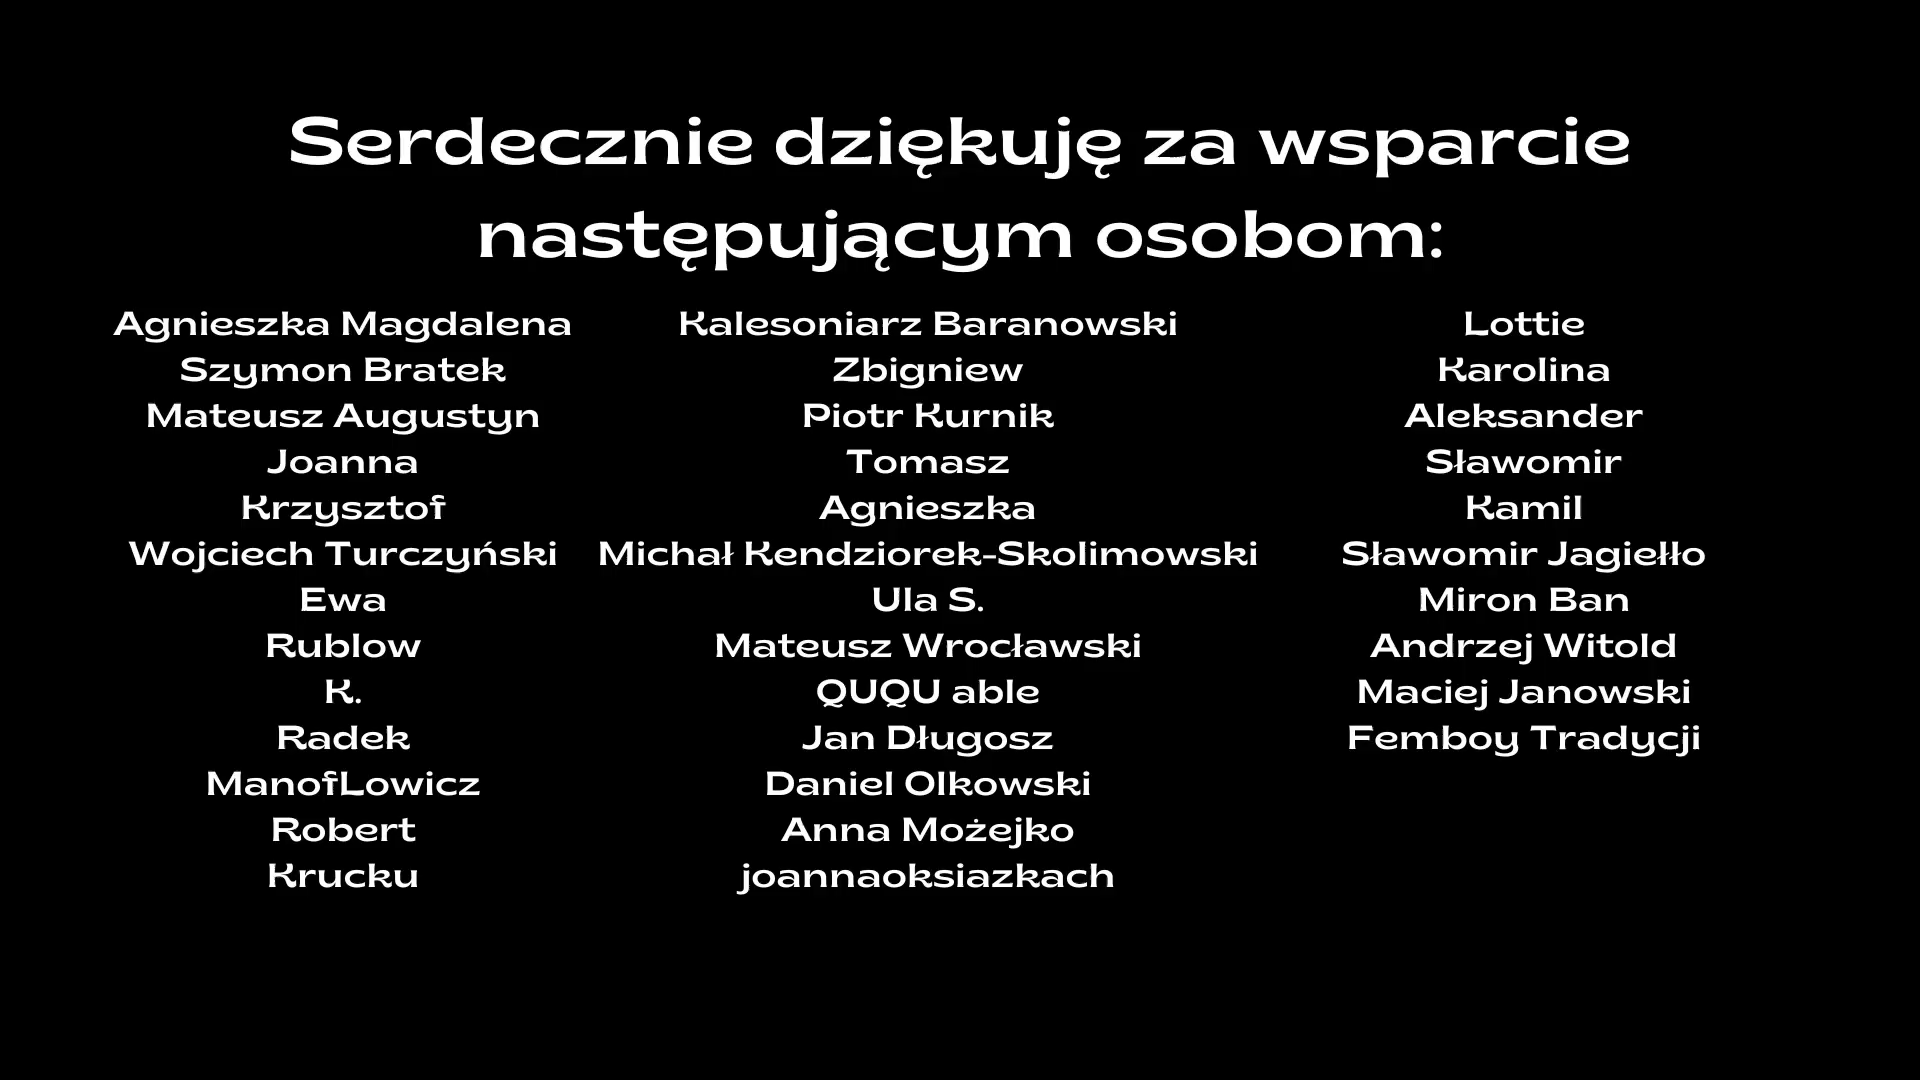 Serdecznie dziękuję za wsparcie
następującym osobom:
Agnieszka Magdalena
Szymon Bratek
Mateusz Augustyn
Joanna
Krzysztof
Wojciech Turczyński
Ewa
Rublow
K.
Radek
ManofLowicz
Robert
Krucku
Kalesoniarz Baranowski
Zbigniew
Piotr Kurnik
Tomasz
Agnieszka
Michał Kendziorek-Skolimowski
Ula S.
Mateusz Wrocławski
QUQU able
Jan Długosz
Daniel Olkowski
Anna Możejko
joannaoksiazkach
Lottie
Karolina
Aleksander
Sławomir
Kamil
Sławomir Jagiełło
Miron Ban
Andrzej Witold
Maciej Janowski
Femboy Tradycji